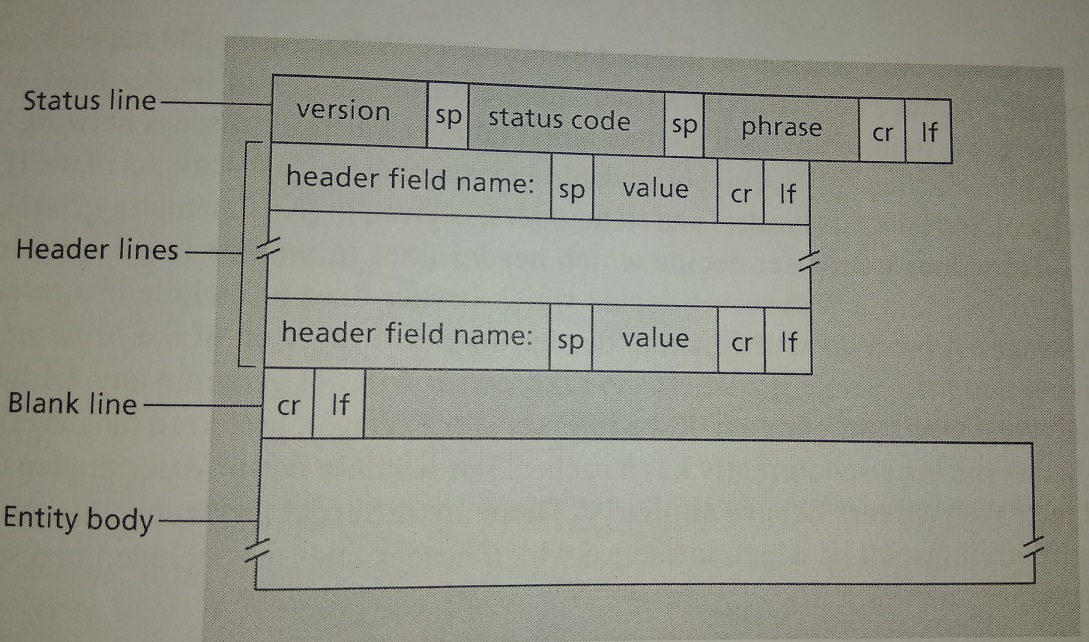 Status line version sp status code sp phrase cr lf
header field name: sp value cr lf
Header lines
header field name: sp value cr lf
Blank line cr lf
Entity body